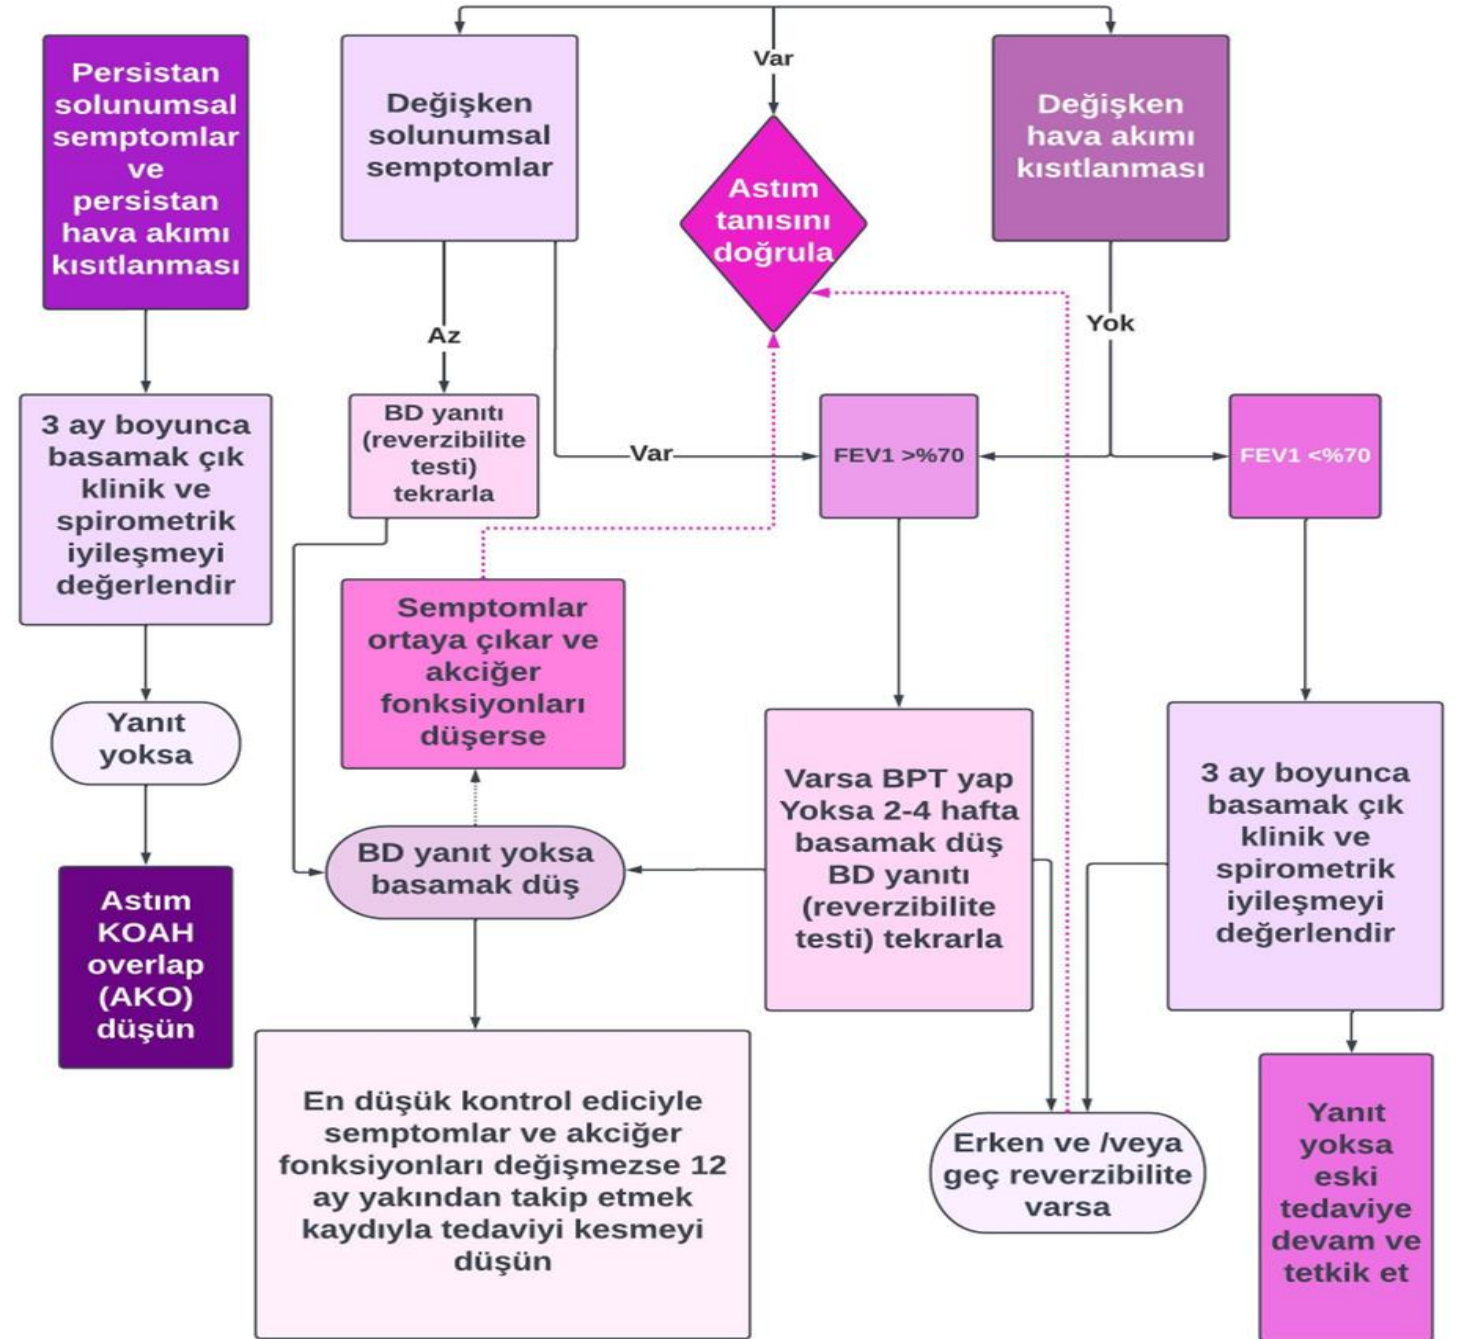 Persistan
solunumsal
semptomlar
ve
persistan
hava akımı
kısıtlanması
3 ay boyunca
basamak çık
klinik ve
spirometrik
iyileşmeyi
değerlendir
Yanıt
yoksa
Astım
KOAH
overlap
(AKO)
düşün
Değişken
solunumsal
semptomlar
Az
Var
BD yanıtı
(reverzibilite
testi)
tekrarla
Semptomlar
ortaya çıkar ve
akciğer
fonksiyonları
düşerse
BD yanıt yoksa
basamak düş
En düşük kontrol ediciyle
semptomlar ve akciğer
fonksiyonları değişmezse 12
ay yakından takip etmek
kaydıyla tedaviyi kesmeyi
düşün
Var
Astım
tanısını
doğrula
Değişken
hava akımı
kısıtlanması
Yok
FEV1 >%70
Varsa BPT yap
Yoksa 2-4 hafta
basamak düş
BD yanıtı
(reverzibilite
testi) tekrarla
Erken ve /veya
geç reverzibilite
varsa
FEV1 <%70
3 ay boyunca
basamak çık
klinik ve
spirometrik
iyileşmeyi
değerlendir
Yanıt
yoksa
eski
tedaviye
devam ve
tetkik et